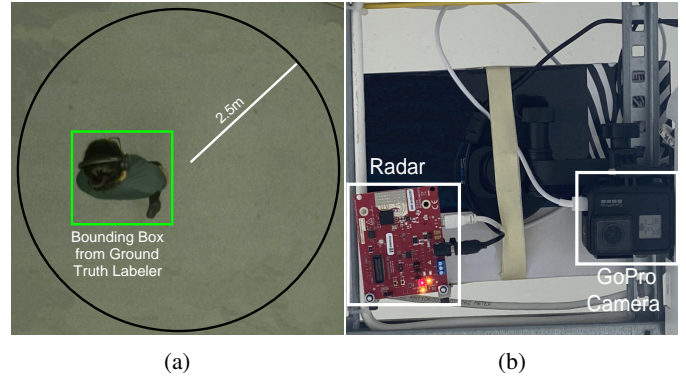 2.5m
Bounding Box
from Ground
Truth Labeler
Radar
GoPro
Camera
(a)
(b)